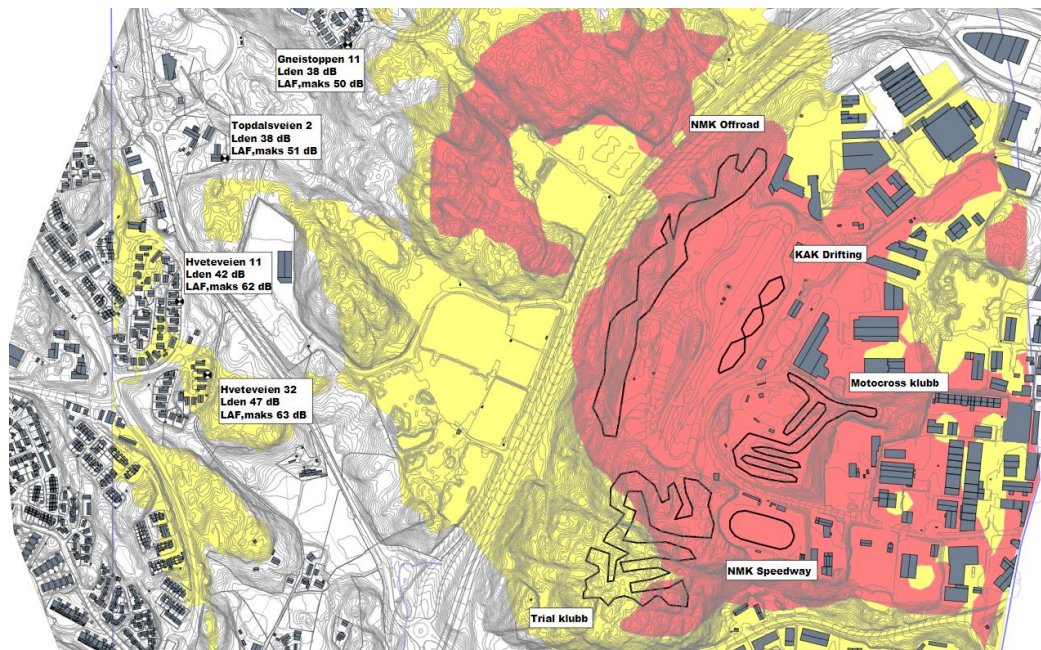 Gneistoppen 11
Lden 38 dB
LAF,maks 50 dB
Topdalsveien 2
Lden 38 dB
LAF,maks 51 dB
NMK Offroad
KAK Drifting
Hveteveien 11
Lden 42 dB
LAF,maks 62 dB
Hveteveien 32
Lden 47 dB
LAF,maks 63 dB
Motocross klubb
NMK Speedway
Trial klubb